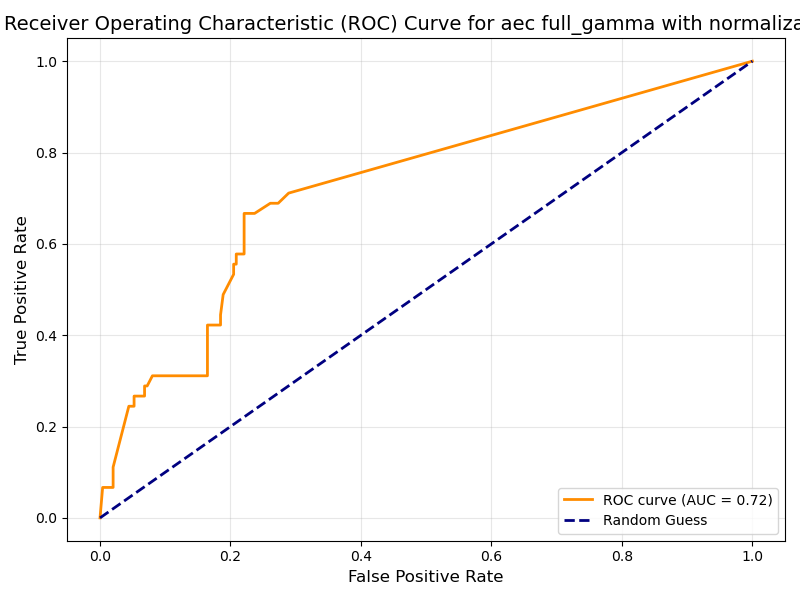 Receiver Operating Characteristic (ROC) Curve for aec full_gamma with normaliza
1.0
0.8
0.6
0.4
0.2
0.0
True Positive Rate
0.0 0.2 0.4 0.6 0.8 1.0
False Positive Rate
ROC curve (AUC = 0.72)
Random Guess